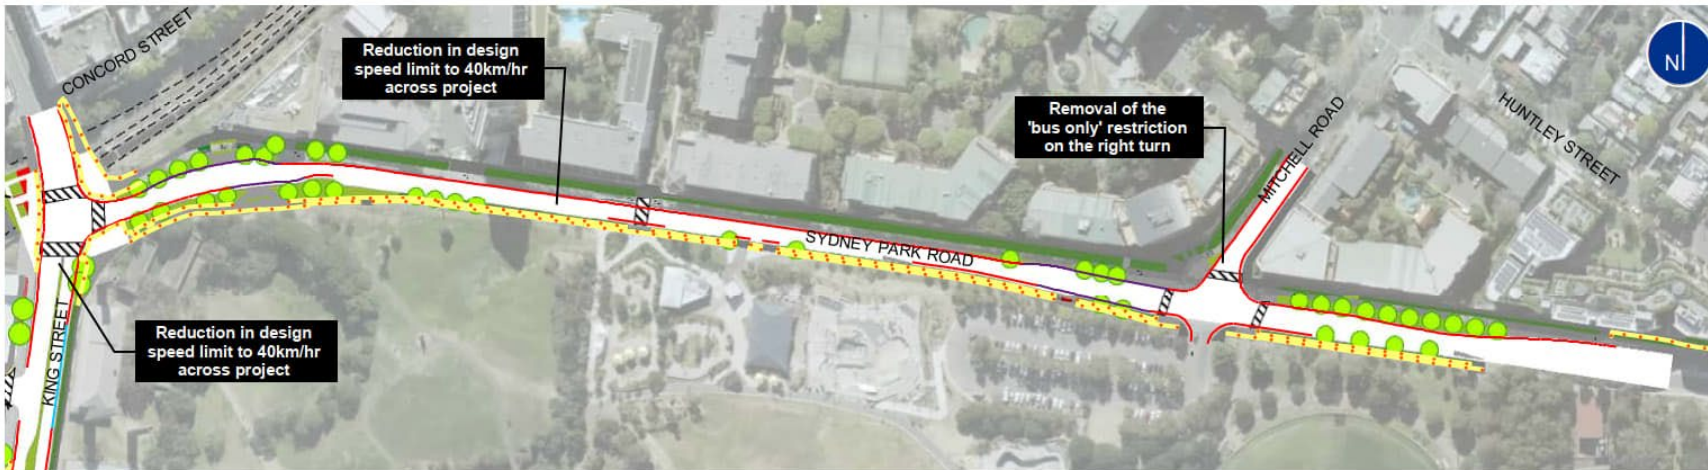 CONCORD STREET
Reduction in design
speed limit to 40km/hr
across project
Removal of the
'bus only' restriction
on the right turn
N
HUNTLEY STREET
MITCHELL ROAD
SYDNEY PARK ROAD
Reduction in design
speed limit to 40km/hr
across project
KING STREET